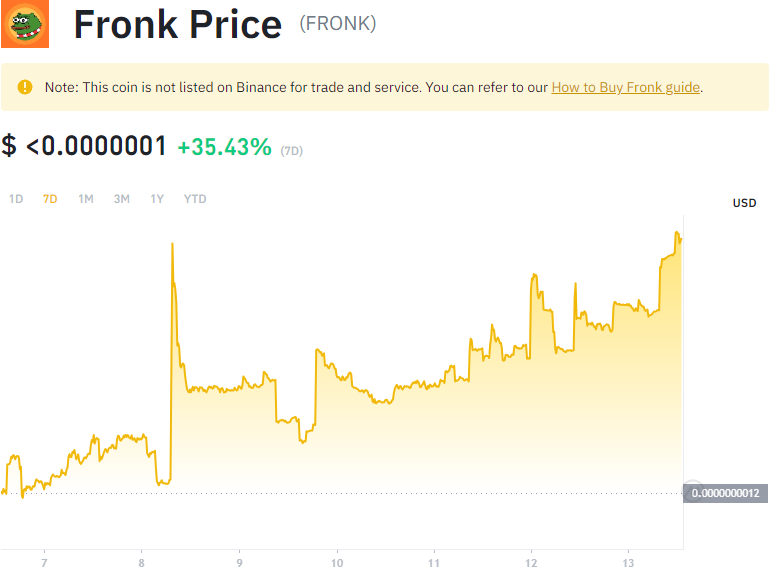 Fronk Price (FRONK)
Note: This coin is not listed on Binance for trade and service. You can refer to our How to Buy Fronk guide.
$ <0.0000001 +35.43% (7D)
1D 7D 1M 3M 1Y YTD
USD
0.0000000012
7 8 9 10 11 12 13